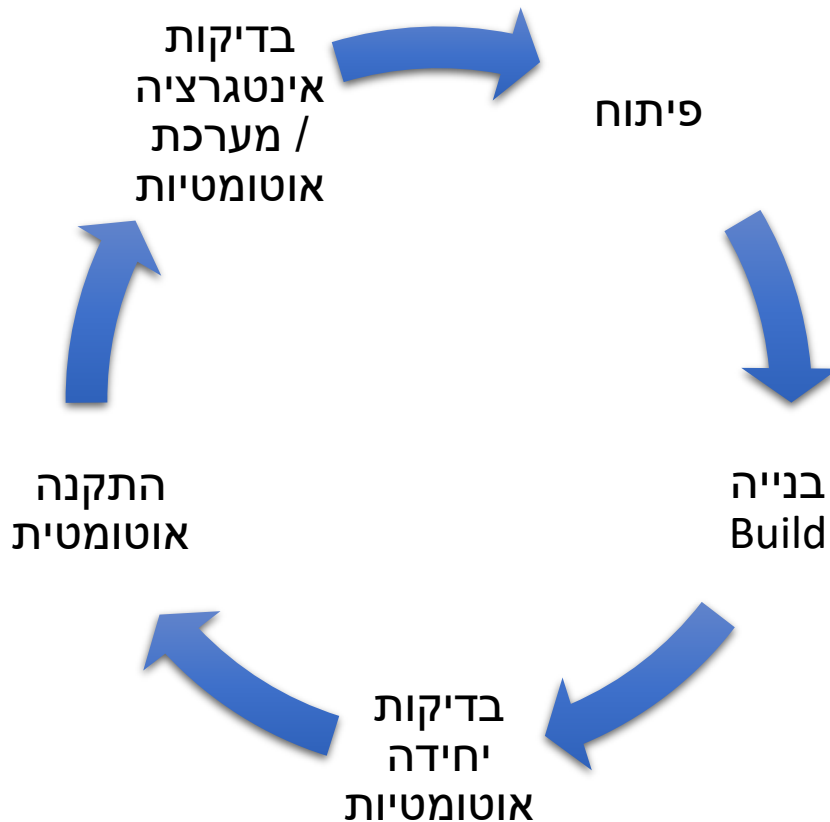 פיתוח
בנייה
Build
בדיקות
יחידה
אוטומטיות
התקנה
אוטומטית
בדיקות
אינטגרציה
/ מערכת
אוטומטיות